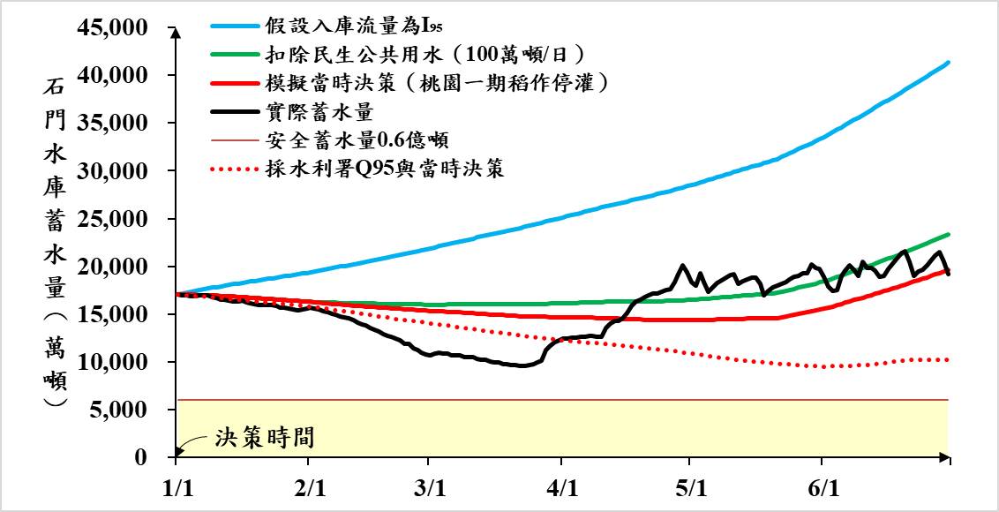 假設入庫流量為I95
扣除民生公共用水（100萬噸/日）
模擬當時決策（桃園一期稻作停灌）
實際蓄水量
安全蓄水量0.6億噸
採水利署Q95與當時決策
石門水庫蓄水量（萬噸）
45,000
40,000
35,000
30,000
25,000
20,000
15,000
10,000
5,000
0
決策時間
1/1 2/1 3/1 4/1 5/1 6/1